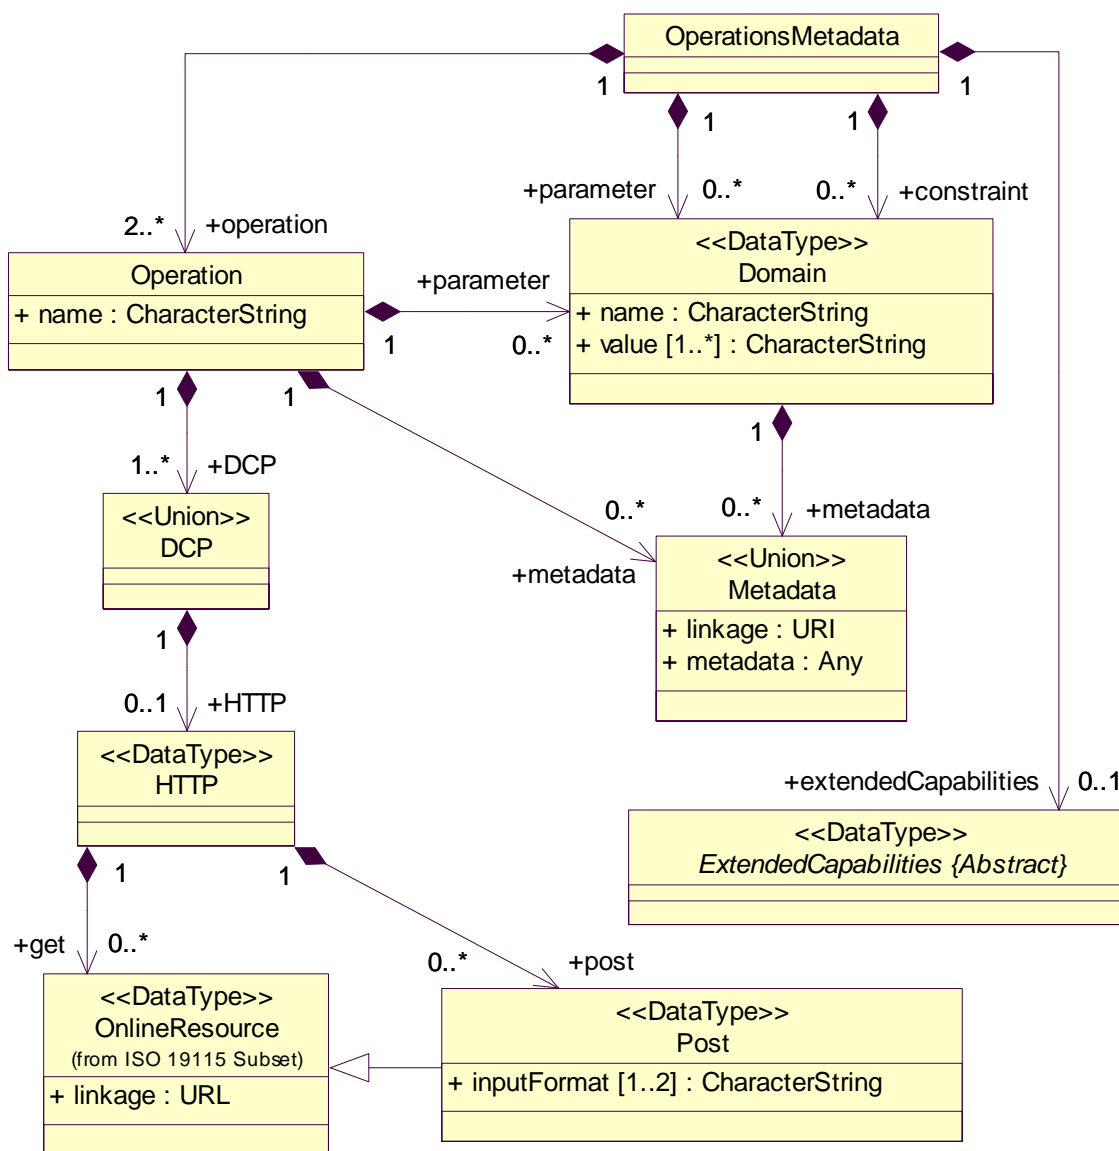 OperationsMetadata
1
1
1
1
+parameter
0..*
0..*
+constraint
2..*
+operation
Operation
+ name : CharacterString
<<DataType>>
Domain
+ name : CharacterString
+ value [1..*] : CharacterString
+parameter
1
0..*
1
1
1
1..*
+DCP
0..*
0..*
+metadata
<<Union>>
DCP
+metadata
<<Union>>
Metadata
+ linkage : URI
+ metadata : Any
1
0..1
+HTTP
<<DataType>>
HTTP
+extendedCapabilities
0..1
<<DataType>>
ExtendedCapabilities {Abstract}
1
1
+get
0..*
0..*
+post
<<DataType>>
OnlineResource
(from ISO 19115 Subset)
+ linkage : URL
<<DataType>>
Post
+ inputFormat [1..2] : CharacterString